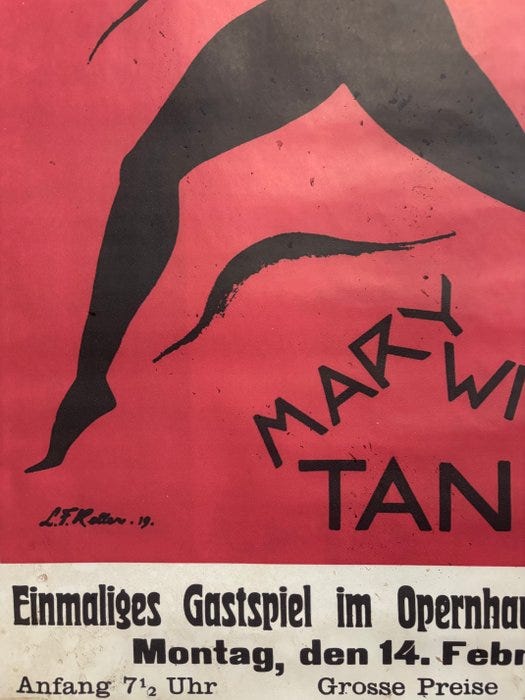 MARY WI
TAN
L.F.Keller.19.
Einmaliges Gastspiel im Opernhau
Montag, den 14. Febr
Anfang 7½ Uhr Grosse Preise